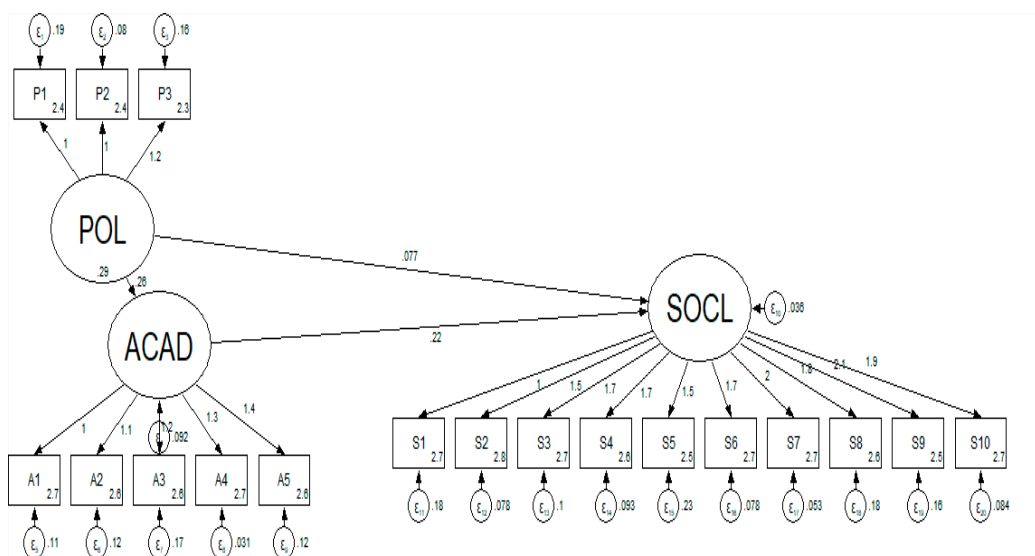 ε1 .19 ε2 .08 ε3 .16
P1 P2 P3
2.4 2.4 2.3
1 1 1.2
POL
.29 .26
.077
ACAD
.22
SOCL
ε10 .036
1 1.1 1.2 1.3 1.4
ε .092
1 1.5 1.7 1.7 1.5 1.7 2 1.8 2.1 1.9
A1 A2 A3 A4 A5
2.7 2.6 2.6 2.7 2.6
S1 S2 S3 S4 S5 S6 S7 S8 S9 S10
2.7 2.8 2.7 2.6 2.5 2.7 2.7 2.6 2.5 2.7
ε5 .11 ε6 .12 ε7 .17 ε8 .031 ε9 .12
ε11 .18 ε12 .078 ε13 .1 ε14 .093 ε15 .23 ε16 .078 ε17 .053 ε18 .18 ε19 .16 ε20 .084